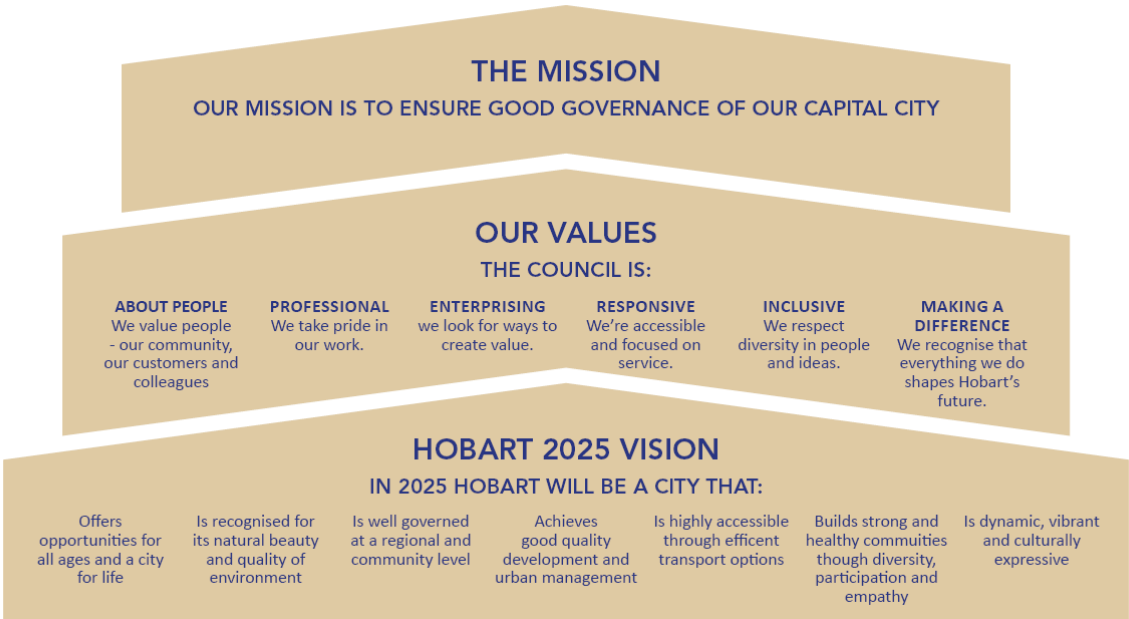 THE MISSION
OUR MISSION IS TO ENSURE GOOD GOVERNANCE OF OUR CAPITAL CITY
OUR VALUES
THE COUNCIL IS:
ABOUT PEOPLE
We value people
- our community,
our customers and
colleagues
PROFESSIONAL
We take pride in
our work.
ENTERPRISING
we look for ways to
create value.
RESPONSIVE
We're accessible
and focused on
service.
INCLUSIVE
We respect
diversity in people
and ideas.
MAKING A
DIFFERENCE
We recognise that
everything we do
shapes Hobart's
future.
HOBART 2025 VISION
IN 2025 HOBART WILL BE A CITY THAT:
Offers
opportunities for
all ages and a city
for life
Is recognised for
its natural beauty
and quality of
environment
Is well governed
at a regional and
community level
Achieves
good quality
development and
urban management
Is highly accessible
through efficent
transport options
Builds strong and
healthy commuities
though diversity,
participation and
empathy
Is dynamic, vibrant
and culturally
expressive